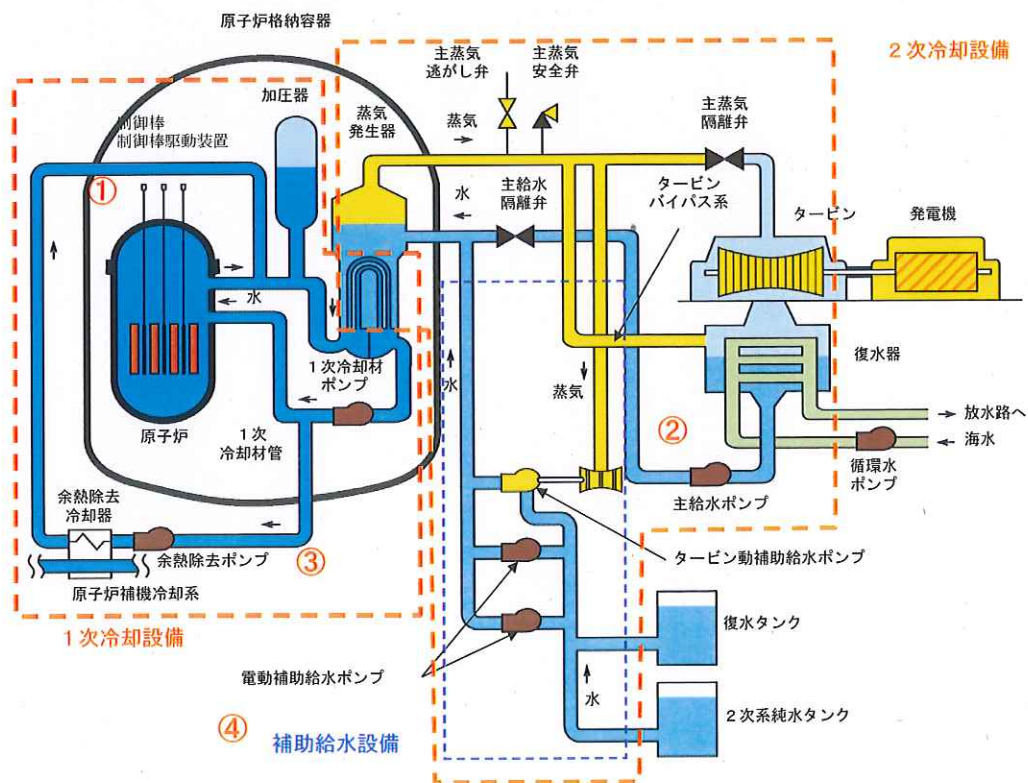 原子炉格納容器
2次冷却設備
主蒸気
逃がし弁
主蒸気
安全弁
加圧器
蒸気
発生器
蒸気
主蒸気
隔離弁
制御棒
制御棒駆動装置
①
水
主給水
隔離弁
タービン
バイパス系
タービン
発電機
水
1次冷却材
ポンプ
水
蒸気
復水器
②
放水路へ
海水
循環水
ポンプ
原子炉
1次
冷却材管
主給水ポンプ
余熱除去
冷却器
余熱除去ポンプ
③
タービン動補助給水ポンプ
原子炉補機冷却系
1次冷却設備
復水タンク
電動補助給水ポンプ
水
④
補助給水設備
2次系純水タンク